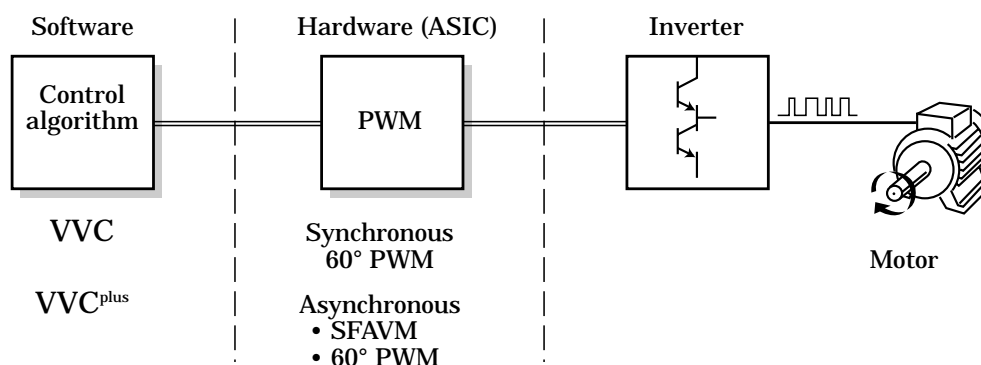 Software
Hardware (ASIC)
Inverter
Control
algorithm
PWM
VVC
VVCplus
Synchronous
60° PWM
Asynchronous
• SFAVM
• 60° PWM
Motor